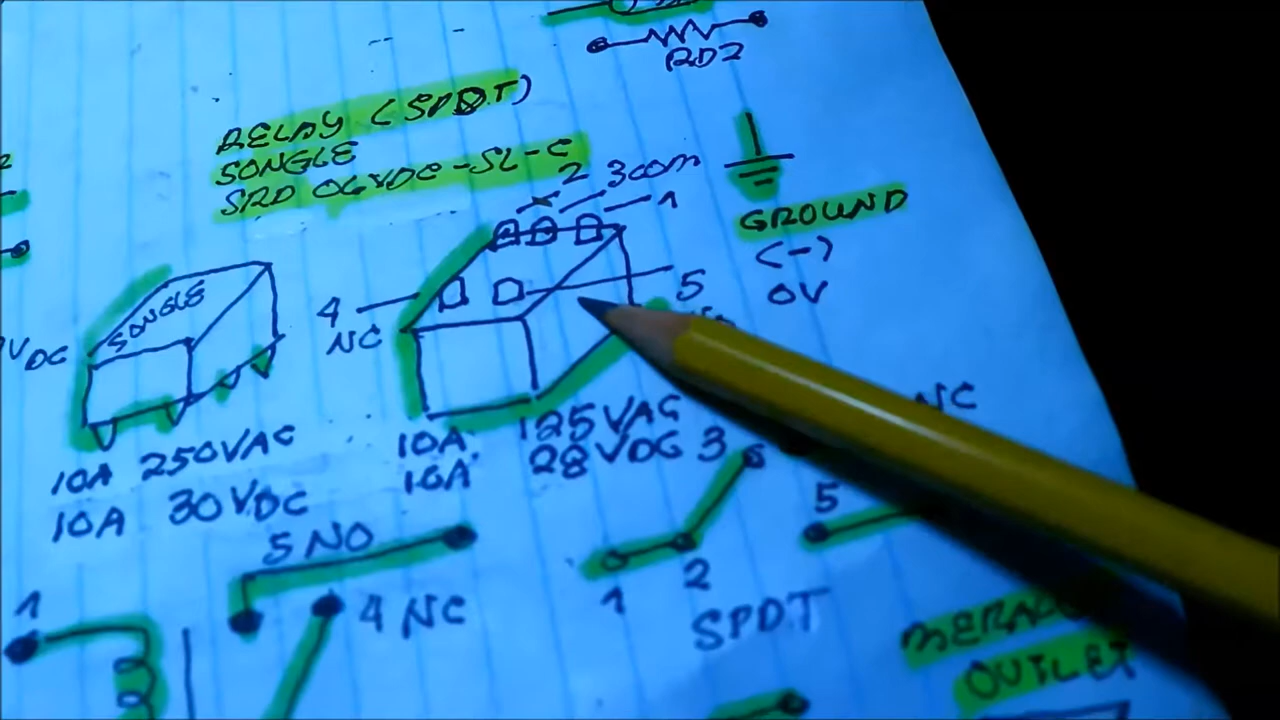 RD2
RELAY (SPDT)
SONGLE
SRD 06VDC-SL-C
2 3 COM 1
GROUND
(-)
0V
4
NC
5
SONGLE
VDC
10A 250VAC
10A 30VDC
10A 125VAC
10A 28VDC
3
NC
5
5 NO
1
2
SPDT
1
4 NC
OUTLET